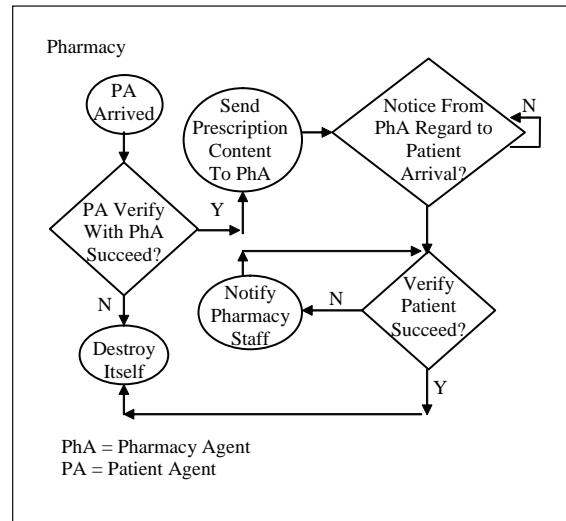 Pharmacy
PA
Arrived
Send
Prescription
Content
To PhA
Notice From
PhA Regard to
Patient
Arrival?
N
PA Verify
With PhA
Succeed?
Y
N
Notify
Pharmacy
Staff
N
Verify
Patient
Succeed?
Destroy
Itself
Y
PhA = Pharmacy Agent
PA = Patient Agent